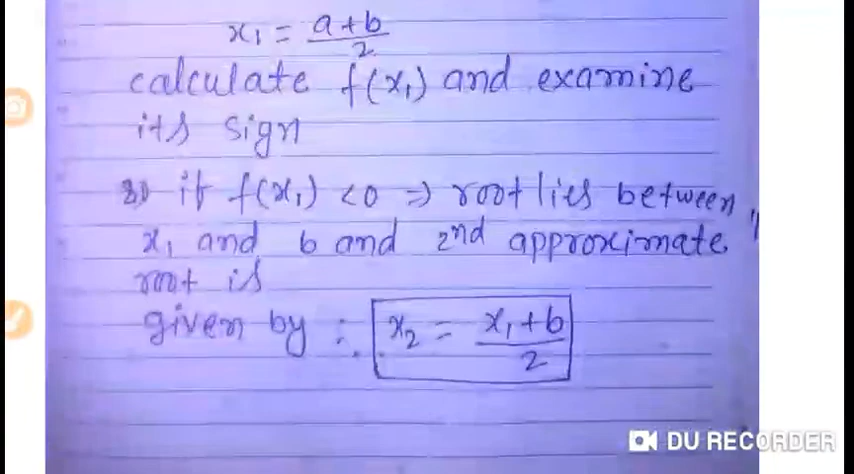 x₁ = a+b/2
calculate f(x₁) and examine
its sign
if f(x₁) <0 ⇒ root lies between
x₁ and b and 2nd approximate
root is
given by ∴ x₂ = x₁+b/2
DU RECORDER